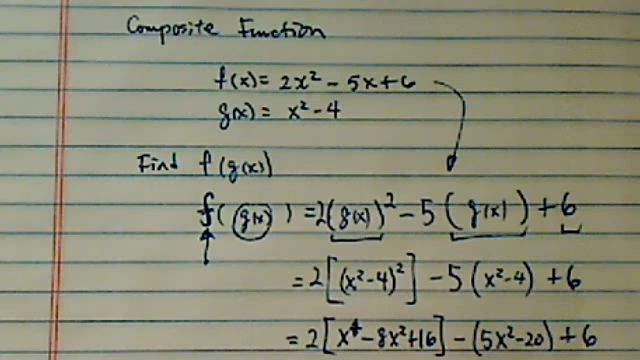 Composite Function
f(x) = 2x² - 5x + 6
g(x) = x² - 4
Find f(g(x))
f(g(x)) = 2(g(x))² - 5(g(x)) + 6
= 2[(x²-4)²] - 5(x²-4) + 6
= 2[x⁴ - 8x² + 16] - (5x² - 20) + 6